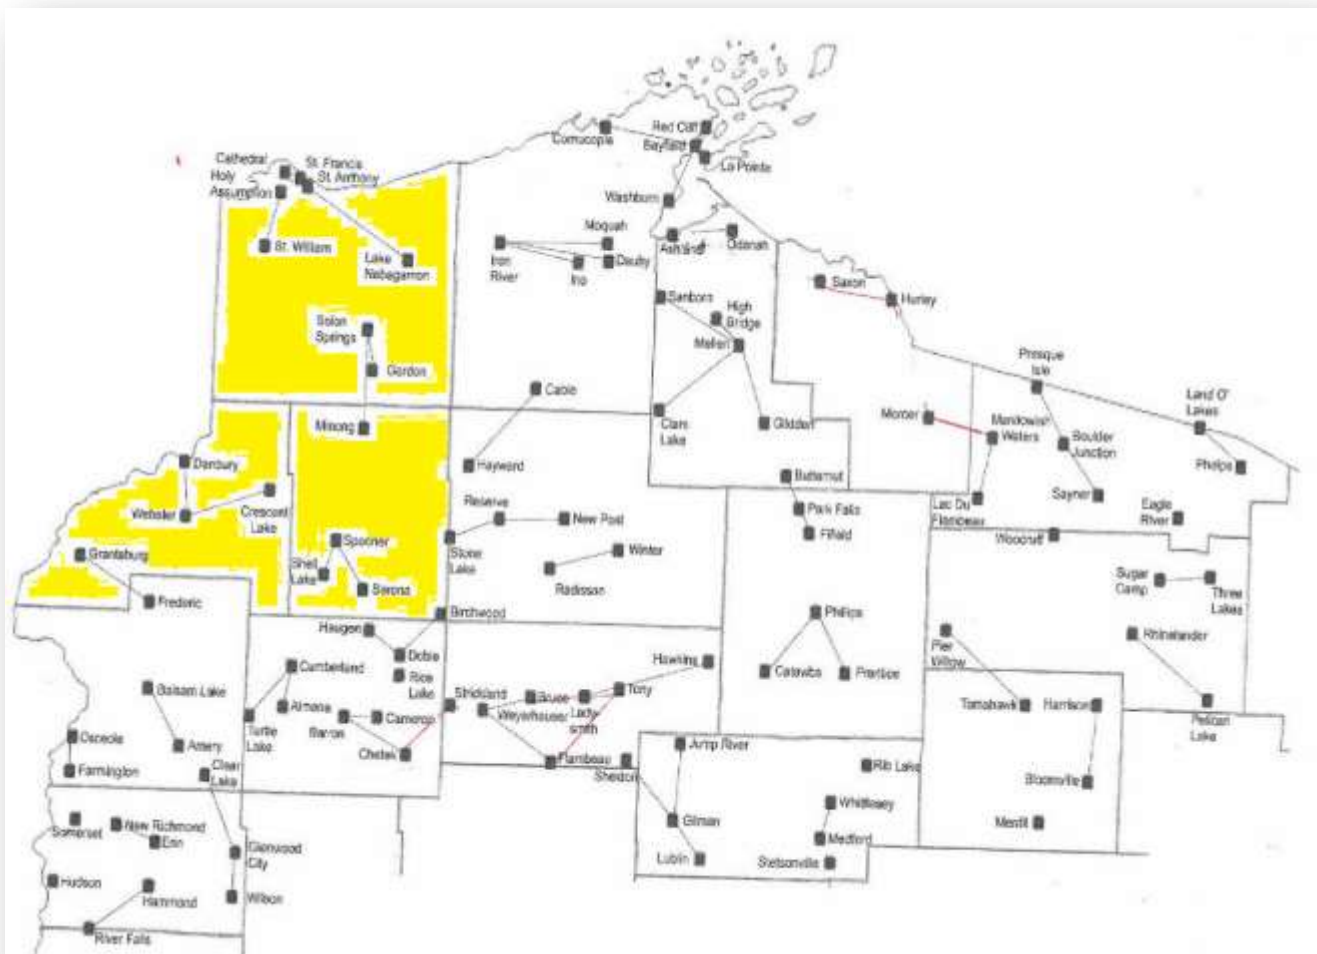 Cornucopia
Red Cliff
Bayfield
La Pointe
Cathedral
St. Francis
Holy
Assumption
St. Anthony
Washburn
St. William
Lake
Nebagamon
Moquah
Iron
River
Ino
Dauby
Ashland
Odanah
Saxon
Hurley
Sanborn
High
Bridge
Mellen
Solon
Springs
Gordon
Presque
Isle
Cable
Minong
Clam
Lake
Glidden
Mercer
Manitowish
Waters
Boulder
Junction
Land O'
Lakes
Phelps
Danbury
Hayward
Butternut
Webster
Crescent
Lake
Reserve
New Post
Park Falls
Fifield
Lac Du
Flambeau
Sayner
Eagle
River
Grantsburg
Spooner
Shell
Lake
Sarona
Stone
Lake
Winter
Radisson
Woodruff
Sugar
Camp
Three
Lakes
Frederic
Birchwood
Haugen
Dobie
Phillips
Pier
Willow
Rhinelander
Cumberland
Rice
Lake
Hawkins
Catawba
Prentice
Balsam Lake
Almena
Turtle
Lake
Barron
Cameron
Strickland
Bruce
Weyerhauser
Lady-
smith
Tony
Tomahawk
Harrison
Pelican
Lake
Osceola
Amery
Chetek
Flambeau
Sheldon
Jump River
Farmington
Clear
Lake
Rib Lake
Bloomville
Somerset
New Richmond
Erin
Glenwood
City
Gilman
Whittlesey
Medford
Merrill
Lublin
Stetsonville
Hudson
Hammond
Wilson
River Falls